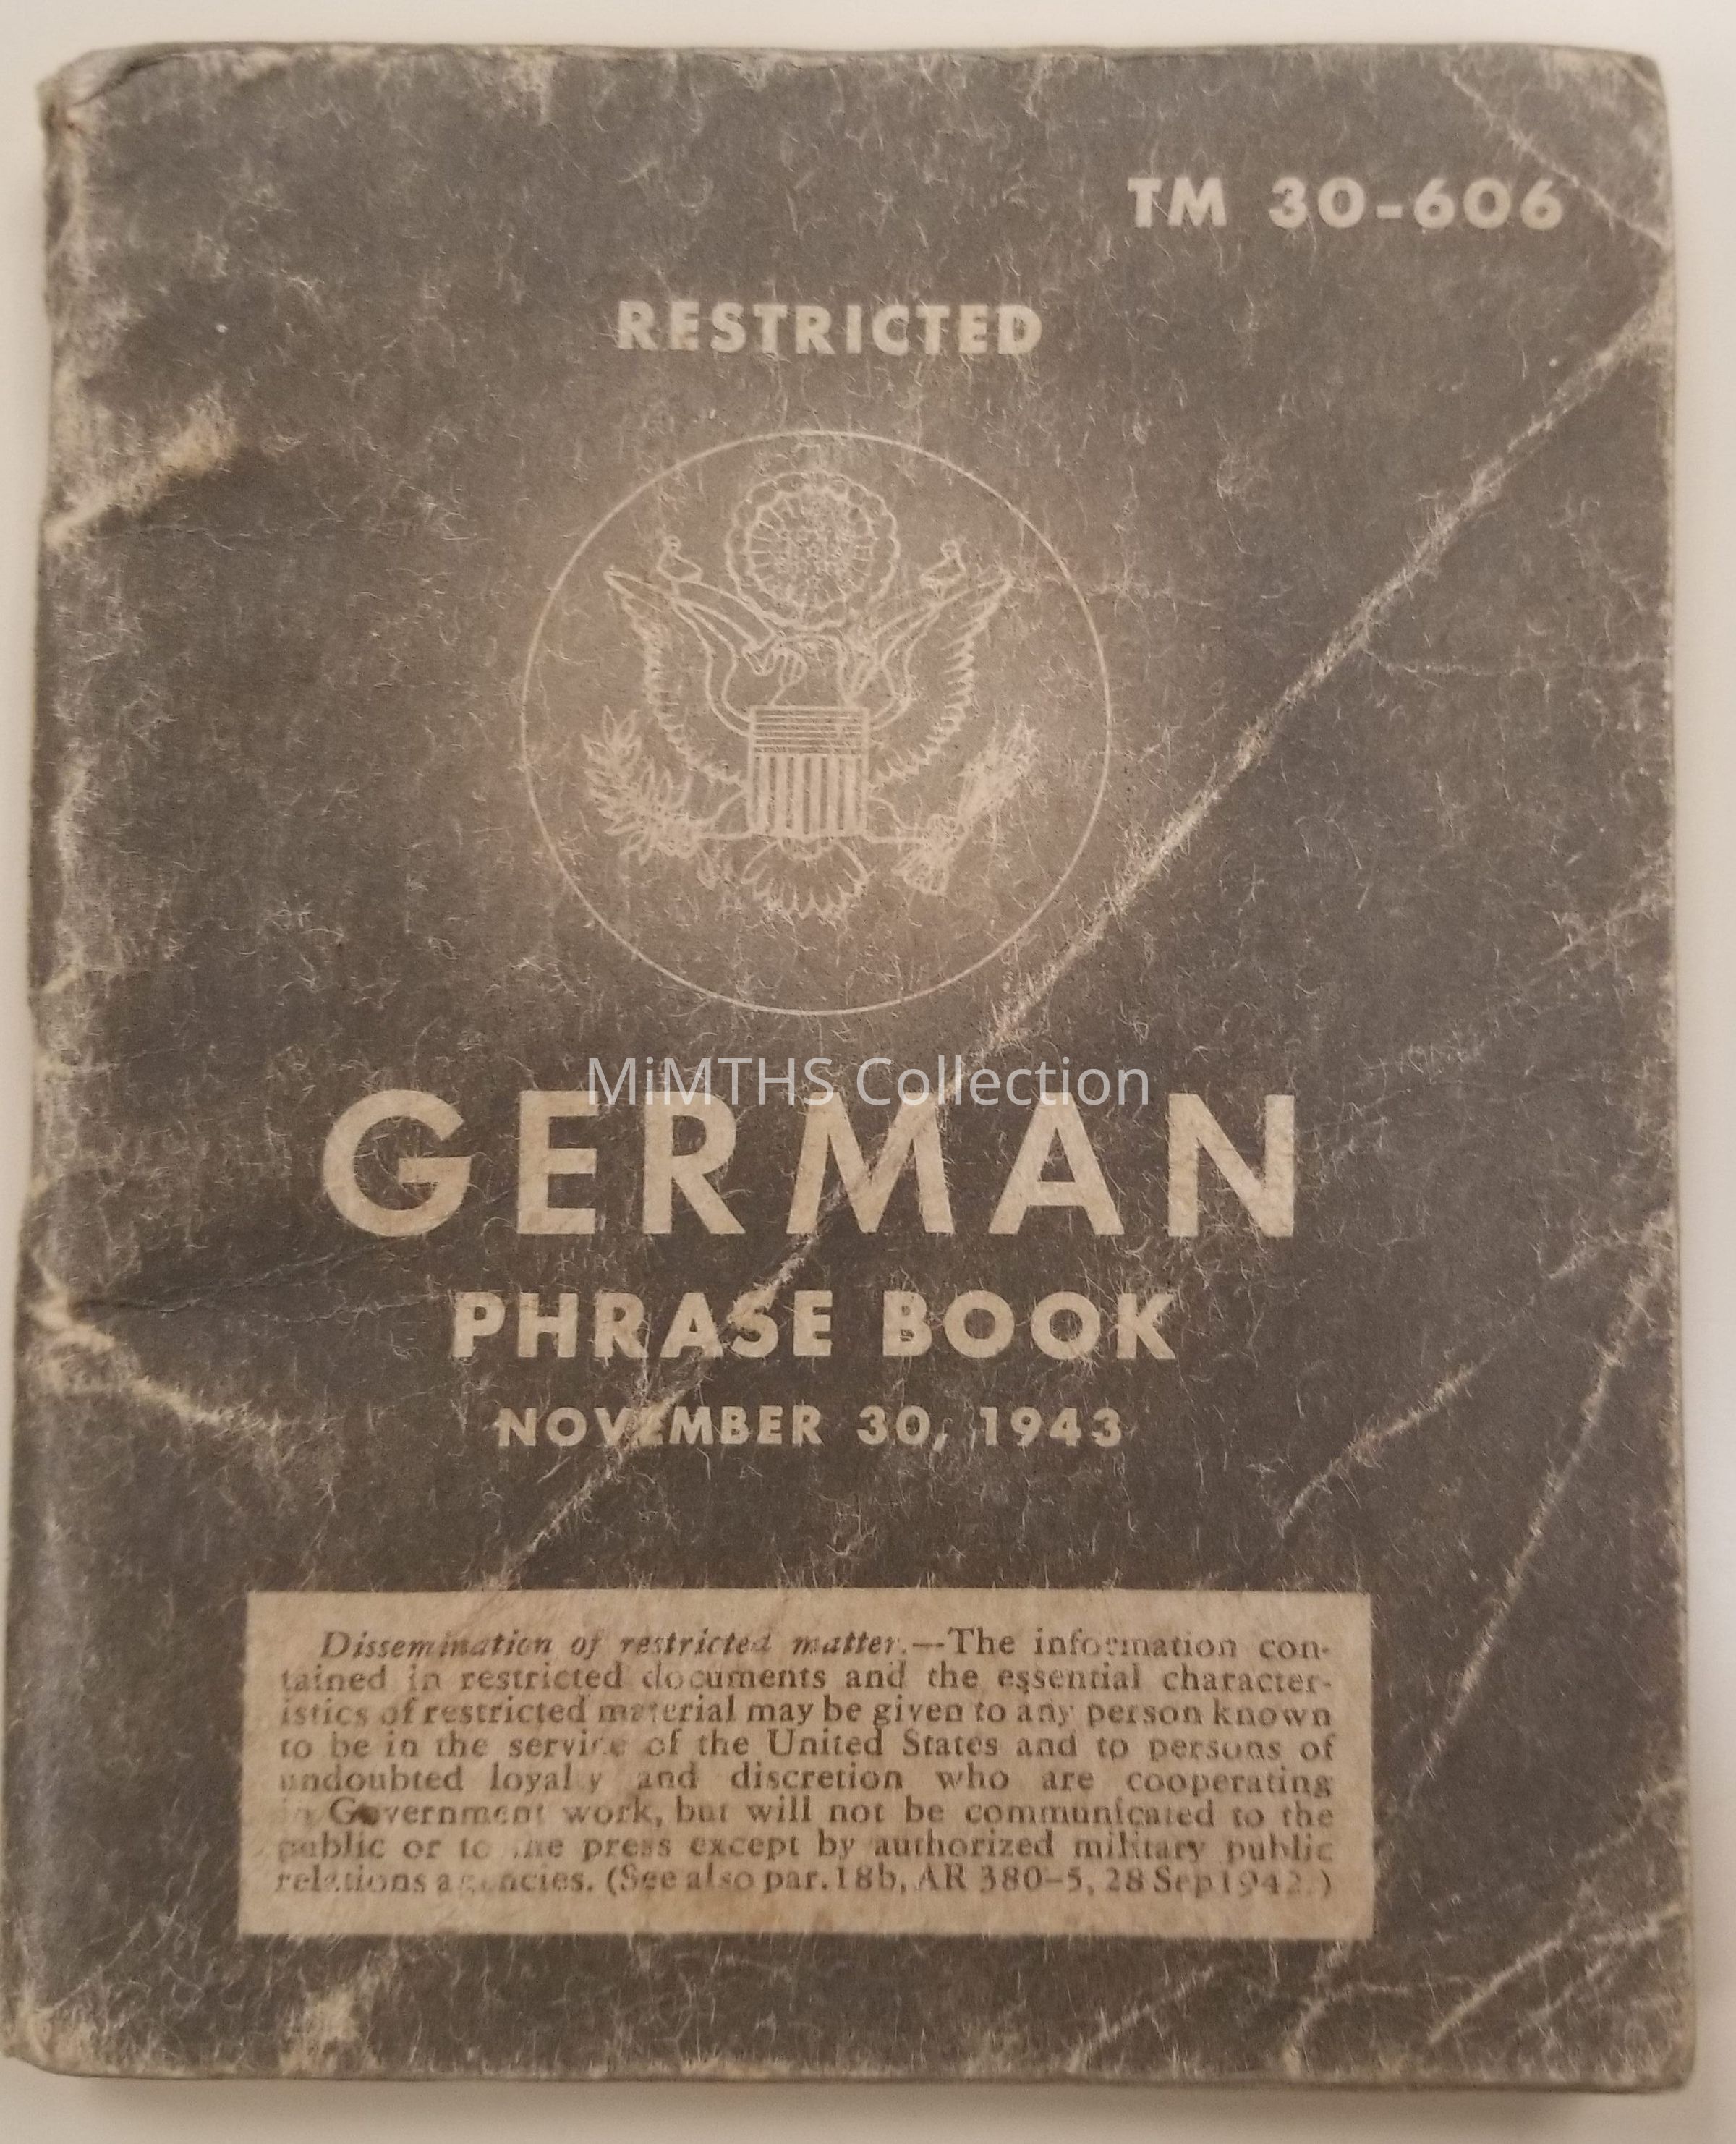 TM 30-606
RESTRICTED
MiMTHS Collection
GERMAN
PHRASE BOOK
NOVEMBER 30, 1943
Dissemination of restricted matter.—The information con-
tained in restricted documents and the essential character-
istics of restricted material may be given to any person known
to be in the service of the United States and to persons of
undoubted loyalty and discretion who are cooperating
in Government work, but will not be communicated to the
public or to the press except by authorized military public
relations agencies. (See also par. 18b, AR 380-5, 28 Sep 1942.)